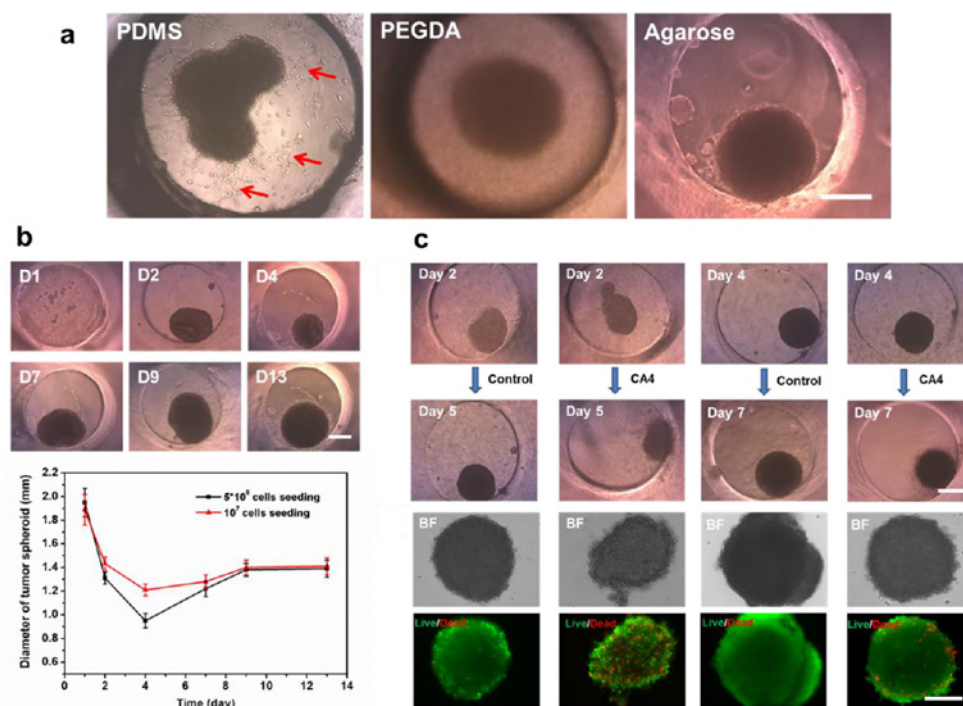 a
PDMS
PEGDA
Agarose
b
D1
D2
D4
D7
D9
D13
Diameter of tumor spheroid (mm)
2.2
2.0
1.8
1.6
1.4
1.2
1.0
0.8
0.6
5*10⁶ cells seeding
10⁷ cells seeding
0 2 4 6 8 10 12 14
Time (day)
c
Day 2
Day 2
Day 4
Day 4
Control
CA4
Control
CA4
Day 5
Day 5
Day 7
Day 7
BF
BF
BF
BF
Live/Dead
Live/Dead
Live/Dead
Live/Dead